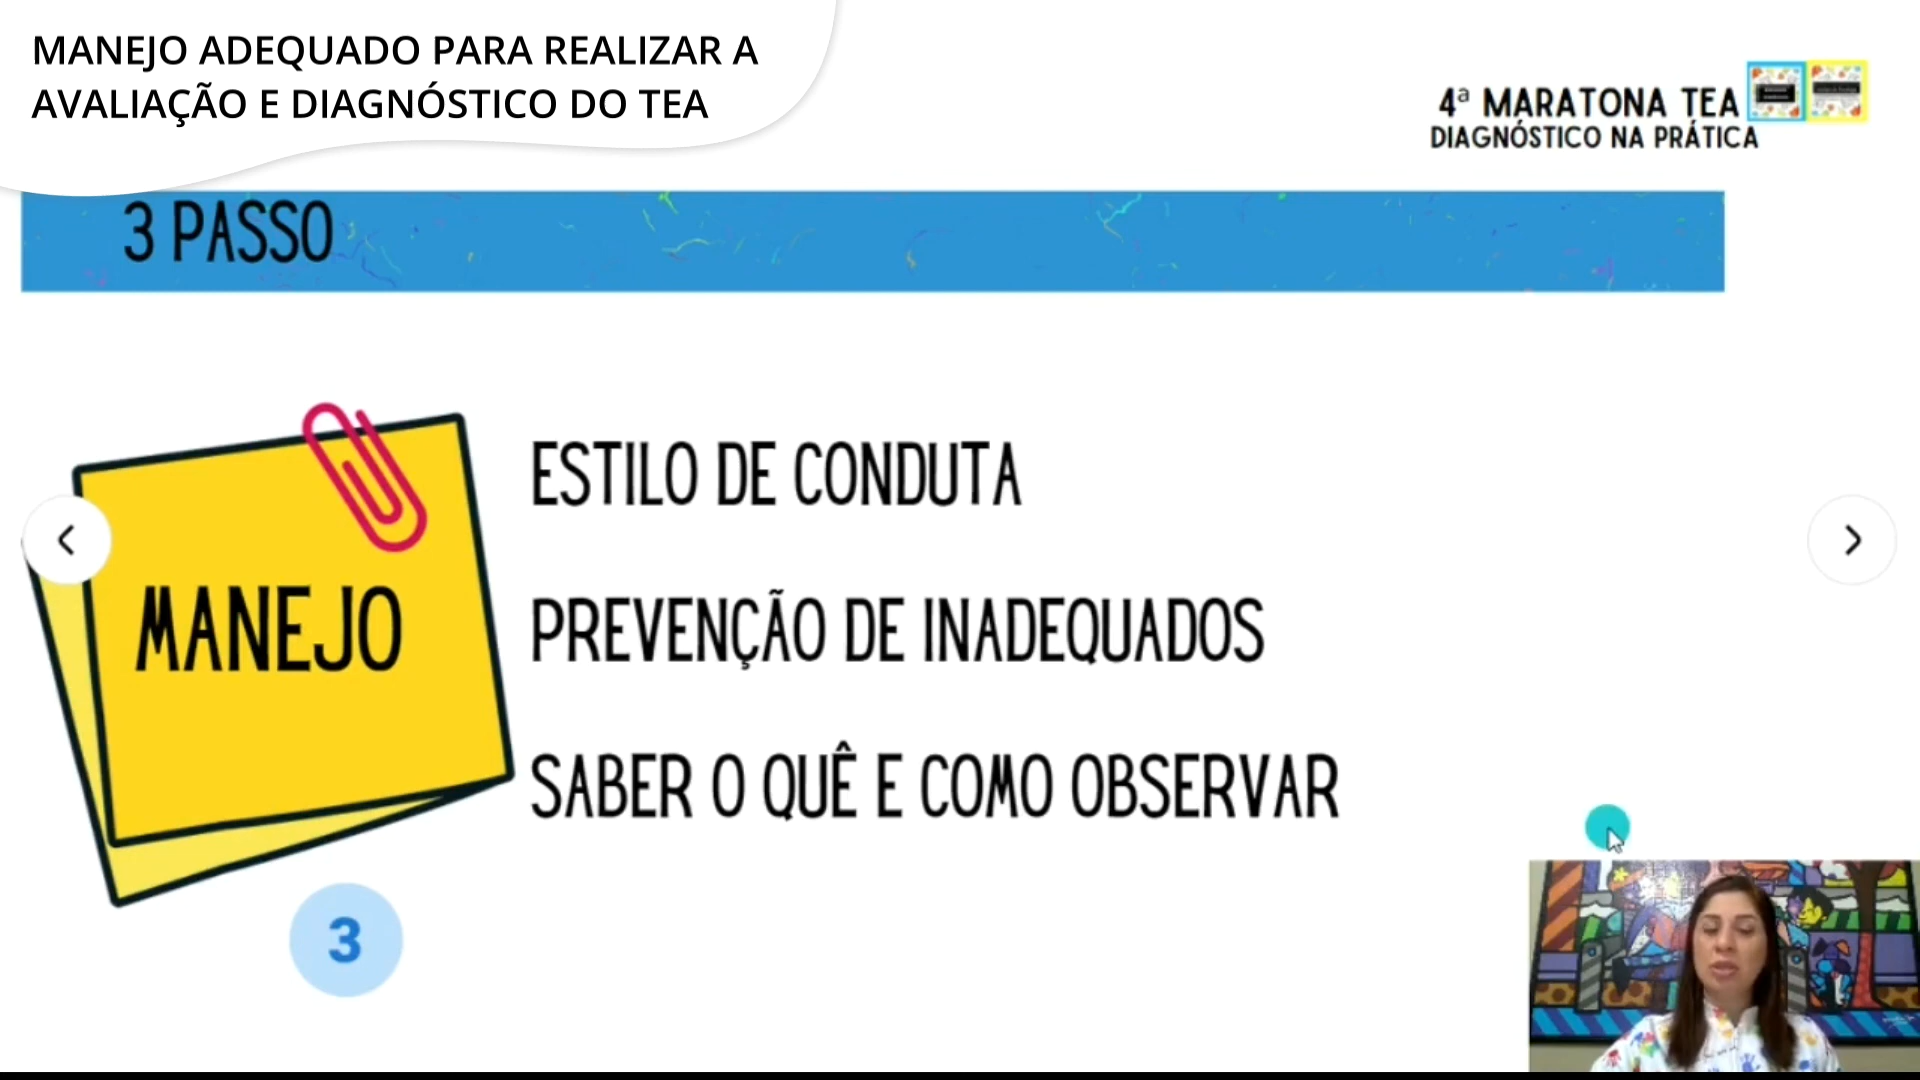 MANEJO ADEQUADO PARA REALIZAR A
AVALIAÇÃO E DIAGNÓSTICO DO TEA
4ª MARATONA TEA
DIAGNÓSTICO NA PRÁTICA
3 PASSO
MANEJO
ESTILO DE CONDUTA
PREVENÇÃO DE INADEQUADOS
SABER O QUÊ E COMO OBSERVAR
3